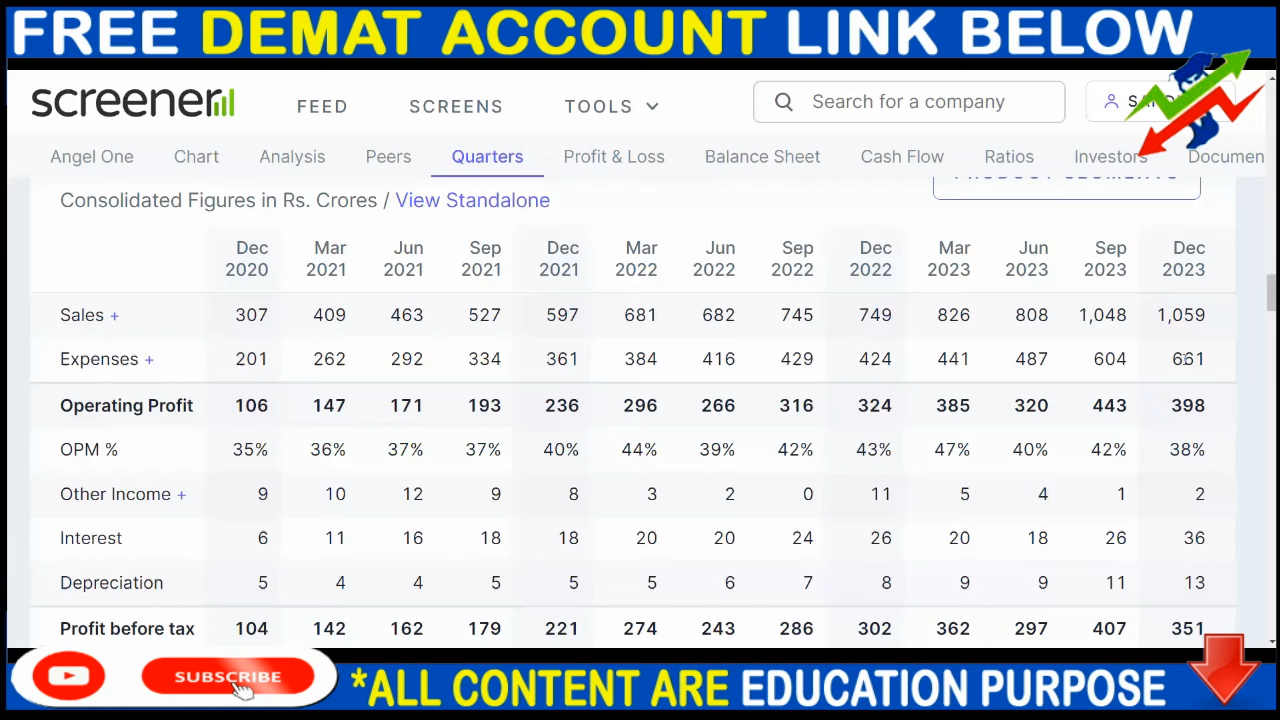 FREE DEMAT ACCOUNT LINK BELOW
screener
FEED SCREENS TOOLS Search for a company
Angel One Chart Analysis Peers Quarters Profit & Loss Balance Sheet Cash Flow Ratios Investors Documen
Consolidated Figures in Rs. Crores / View Standalone PRODUCT SEGMENTS
Dec 2020 Mar 2021 Jun 2021 Sep 2021 Dec 2021 Mar 2022 Jun 2022 Sep 2022 Dec 2022 Mar 2023 Jun 2023 Sep 2023 Dec 2023
Sales + 307 409 463 527 597 681 682 745 749 826 808 1,048 1,059
Expenses + 201 262 292 334 361 384 416 429 424 441 487 604 661
Operating Profit 106 147 171 193 236 296 266 316 324 385 320 443 398
OPM % 35% 36% 37% 37% 40% 44% 39% 42% 43% 47% 40% 42% 38%
Other Income + 9 10 12 9 8 3 2 0 11 5 4 1 2
Interest 6 11 16 18 18 20 20 24 26 20 18 26 36
Depreciation 5 4 4 5 5 5 6 7 8 9 9 11 13
Profit before tax 104 142 162 179 221 274 243 286 302 362 297 407 351
SUBSCRIBE
*ALL CONTENT ARE EDUCATION PURPOSE